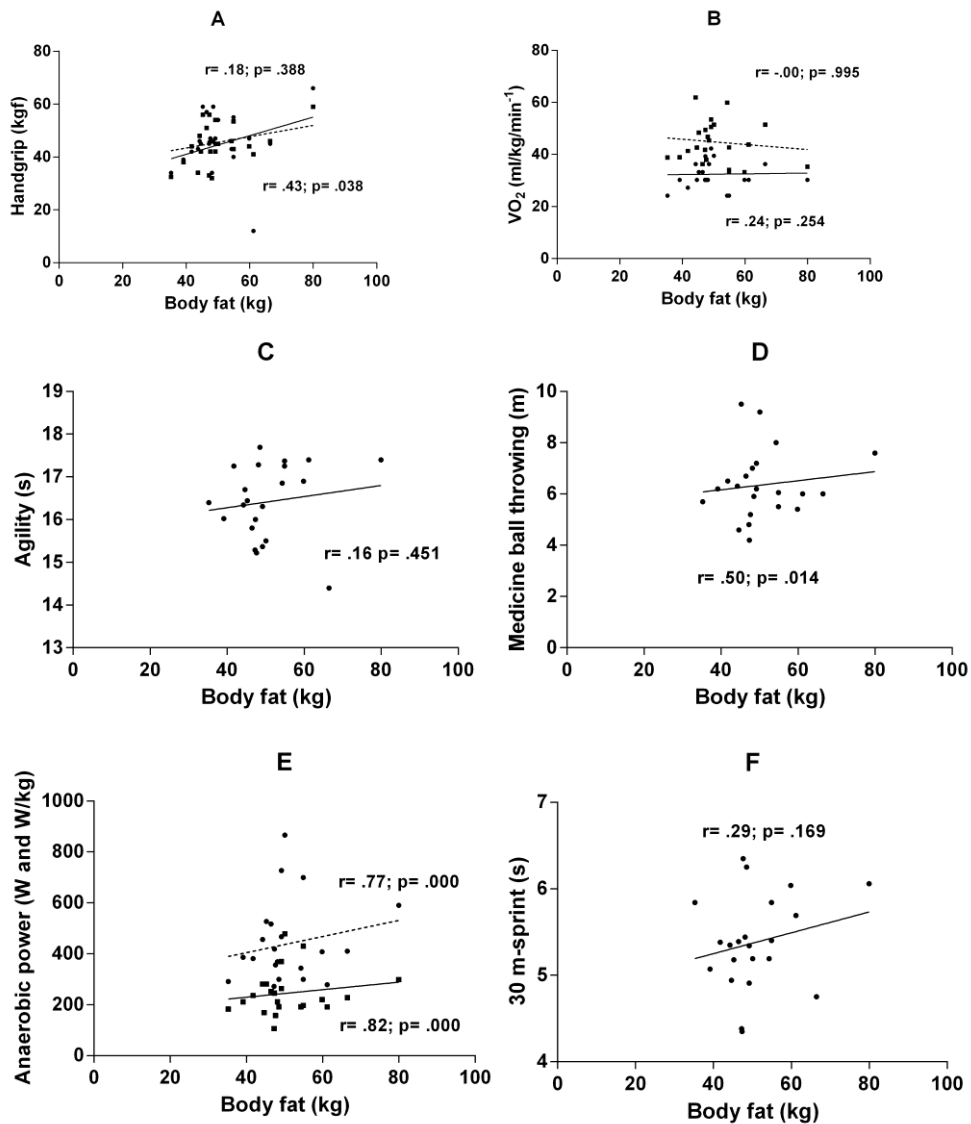 A
Handgrip (kgf)
80
60
40
20
0
r= .18; p= .388
r= .43; p= .038
0 20 40 60 80 100
Body fat (kg)
B
VO₂ (ml/kg/min⁻¹)
80
60
40
20
0
r= -.00; p= .995
r= .24; p= .254
0 20 40 60 80 100
Body fat (kg)
C
Agility (s)
19
18
17
16
15
14
13
r= .16 p= .451
0 20 40 60 80 100
Body fat (kg)
D
Medicine ball throwing (m)
10
8
6
4
2
0
r= .50; p= .014
0 20 40 60 80 100
Body fat (kg)
E
Anaerobic power (W and W/kg)
1000
800
600
400
200
0
r= .77; p= .000
r= .82; p= .000
0 20 40 60 80 100
Body fat (kg)
F
30 m-sprint (s)
7
6
5
4
r= .29; p= .169
0 20 40 60 80 100
Body fat (kg)